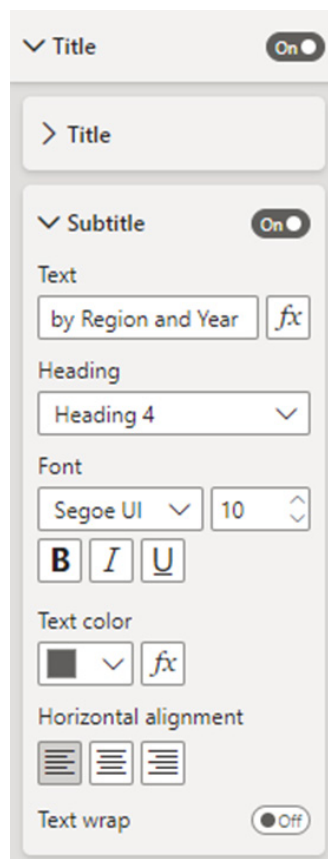 Title On
Title
Subtitle On
Text
by Region and Year fx
Heading
Heading 4
Font
Segoe UI 10
B I U
Text color
fx
Horizontal alignment
Text wrap Off